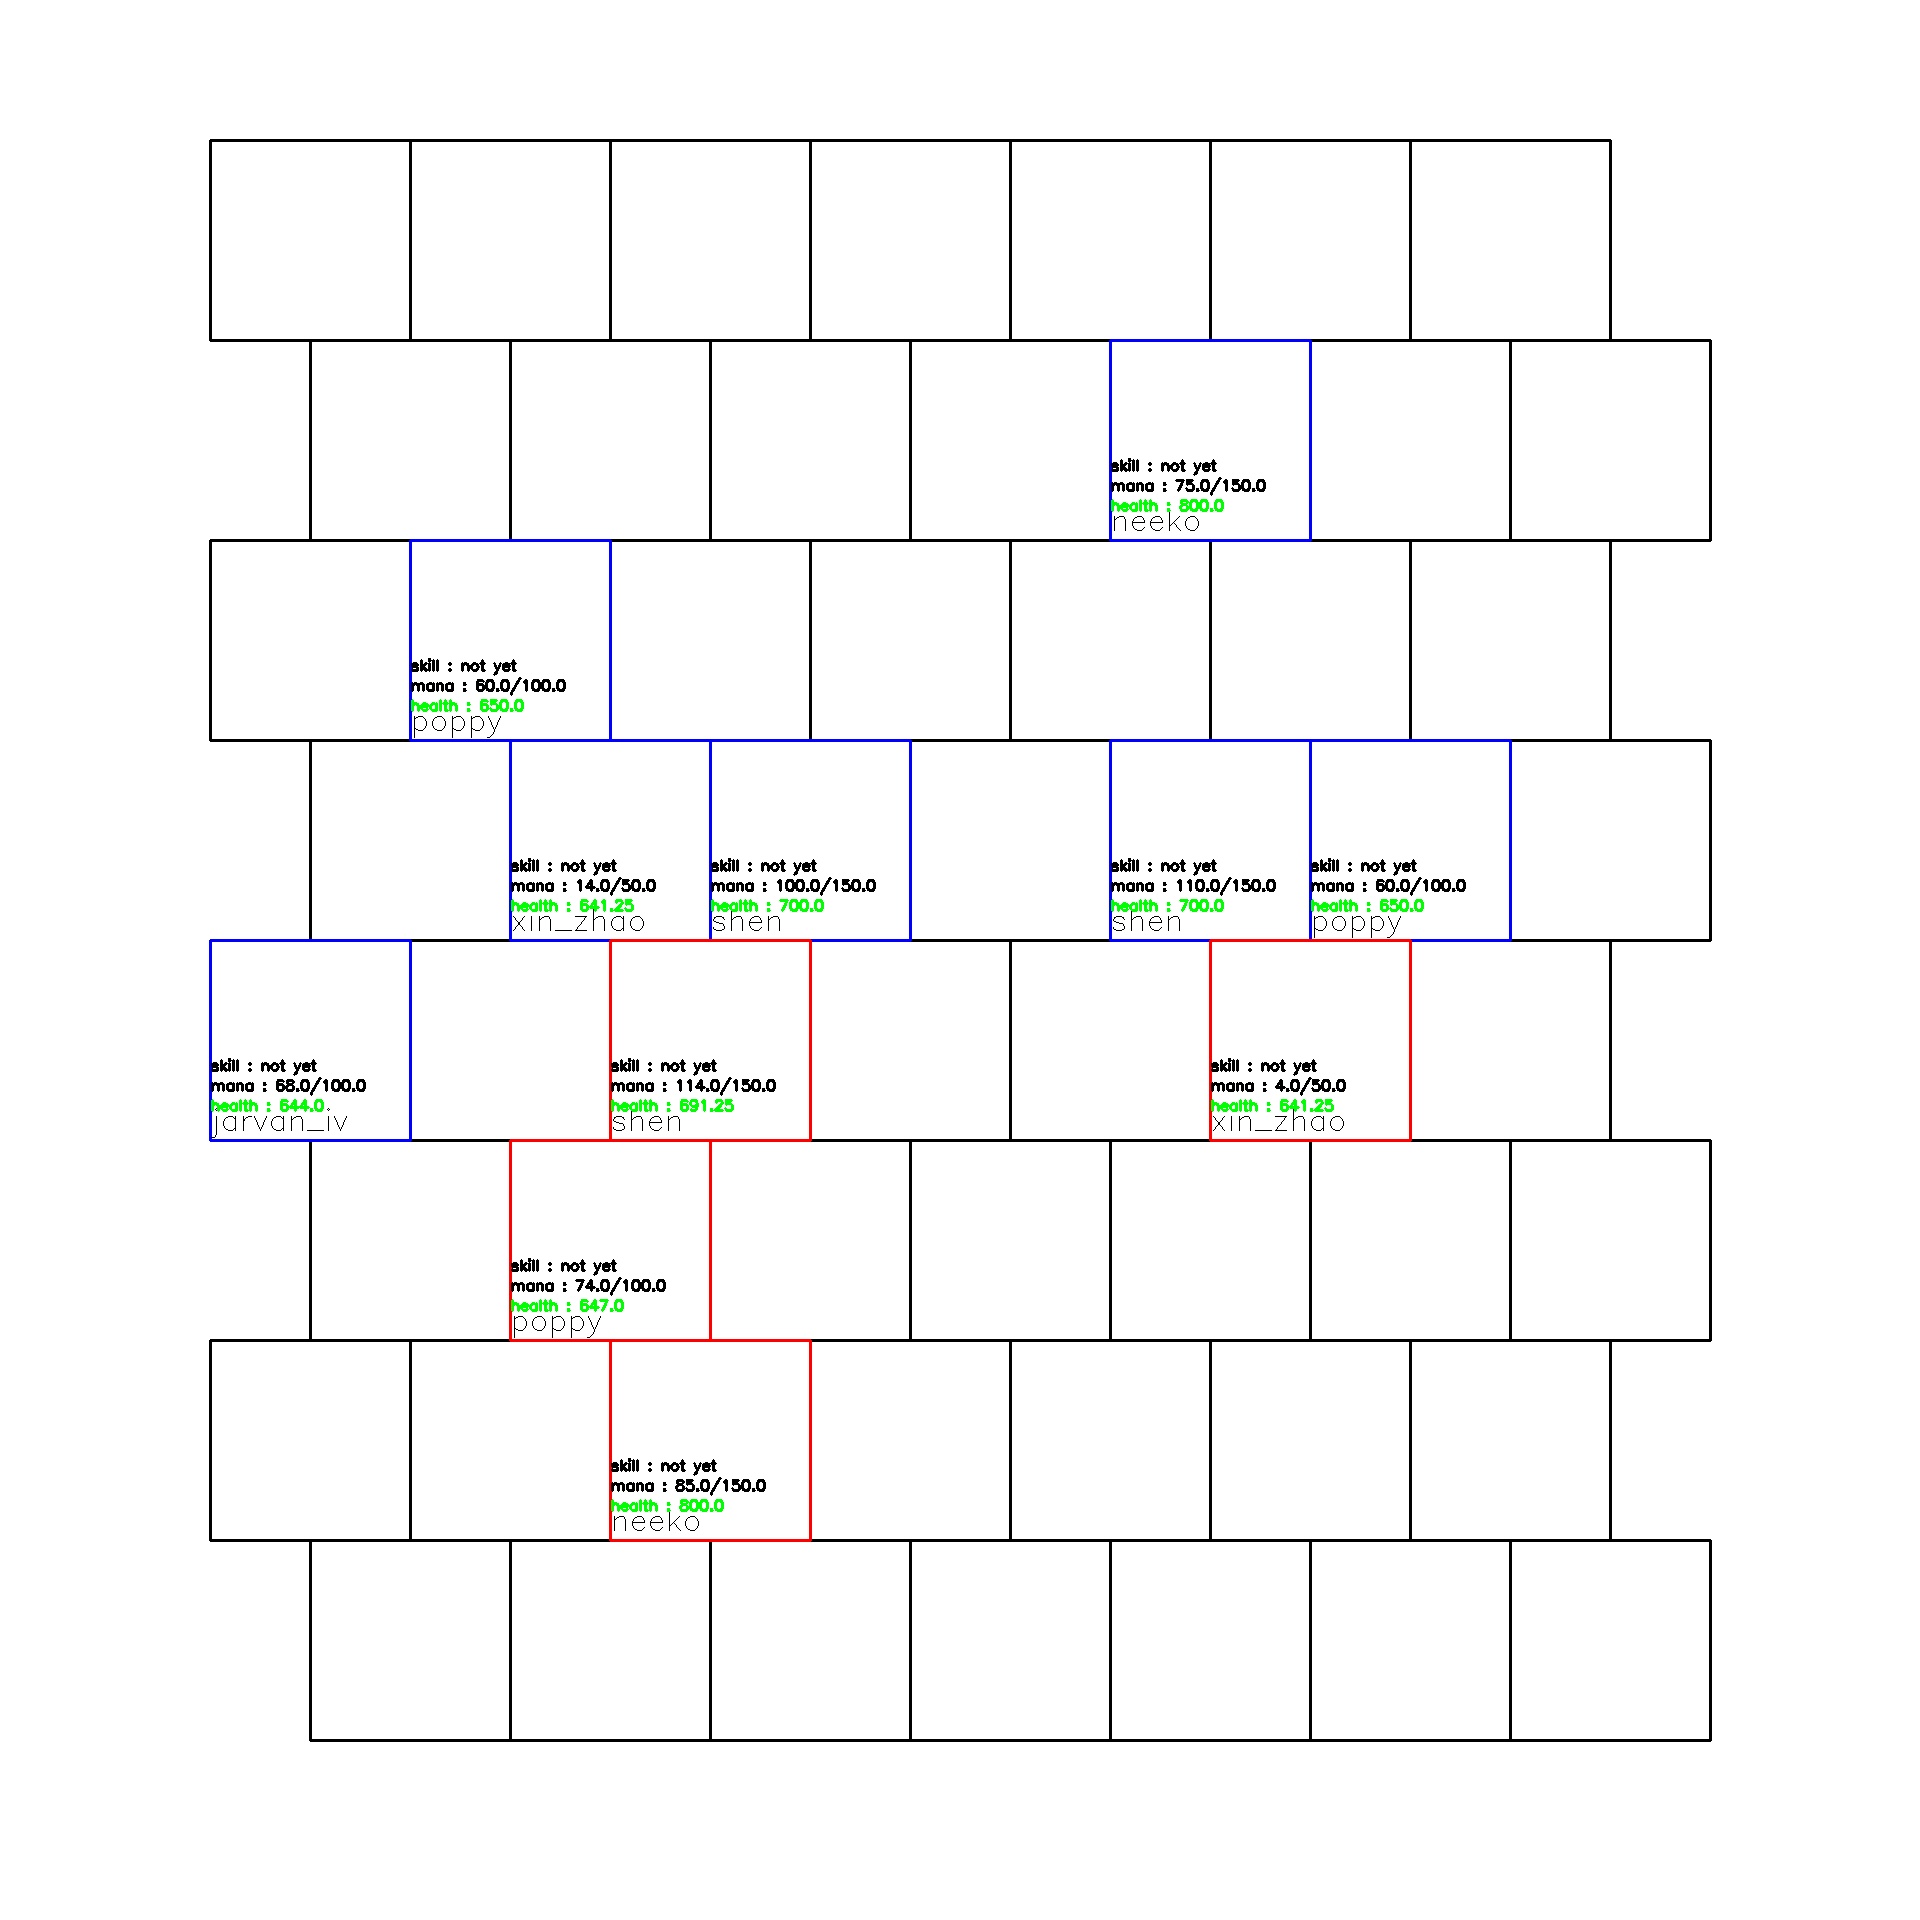 skill : not yet
mana : 75.0/150.0
health : 800.0
neeko
skill : not yet
mana : 60.0/100.0
health : 650.0
poppy
skill : not yet
mana : 14.0/50.0
health : 641.25
xin_zhao
skill : not yet
mana : 100.0/150.0
health : 700.0
shen
skill : not yet
mana : 110.0/150.0
health : 700.0
shen
skill : not yet
mana : 60.0/100.0
health : 650.0
poppy
skill : not yet
mana : 68.0/100.0
health : 644.0
jarvan_iv
skill : not yet
mana : 114.0/150.0
health : 691.25
shen
skill : not yet
mana : 4.0/50.0
health : 641.25
xin_zhao
skill : not yet
mana : 74.0/100.0
health : 647.0
poppy
skill : not yet
mana : 85.0/150.0
health : 800.0
neeko